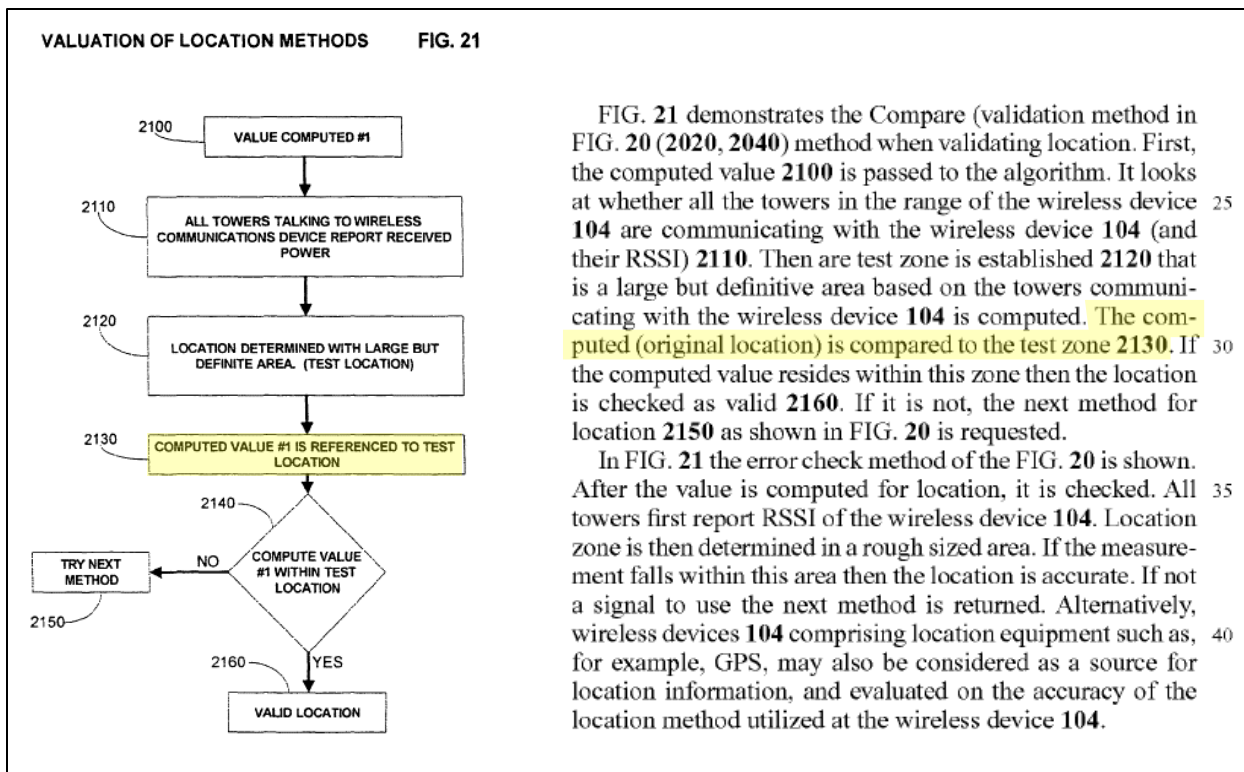 VALUATION OF LOCATION METHODS FIG. 21
2100
VALUE COMPUTED #1
2110
ALL TOWERS TALKING TO WIRELESS
COMMUNICATIONS DEVICE REPORT RECEIVED
POWER
2120
LOCATION DETERMINED WITH LARGE BUT
DEFINITE AREA. (TEST LOCATION)
2130
COMPUTED VALUE #1 IS REFERENCED TO TEST
LOCATION
2140
COMPUTE VALUE
#1 WITHIN TEST
LOCATION
NO
TRY NEXT
METHOD
2150
YES
2160
VALID LOCATION
FIG. 21 demonstrates the Compare (validation method in
FIG. 20 (2020, 2040) method when validating location. First,
the computed value 2100 is passed to the algorithm. It looks
at whether all the towers in the range of the wireless device 25
104 are communicating with the wireless device 104 (and
their RSSI) 2110. Then are test zone is established 2120 that
is a large but definitive area based on the towers communi-
cating with the wireless device 104 is computed. The com-
puted (original location) is compared to the test zone 2130. If 30
the computed value resides within this zone then the location
is checked as valid 2160. If it is not, the next method for
location 2150 as shown in FIG. 20 is requested.
In FIG. 21 the error check method of the FIG. 20 is shown.
After the value is computed for location, it is checked. All 35
towers first report RSSI of the wireless device 104. Location
zone is then determined in a rough sized area. If the measure-
ment falls within this area then the location is accurate. If not
a signal to use the next method is returned. Alternatively,
wireless devices 104 comprising location equipment such as, 40
for example, GPS, may also be considered as a source for
location information, and evaluated on the accuracy of the
location method utilized at the wireless device 104.